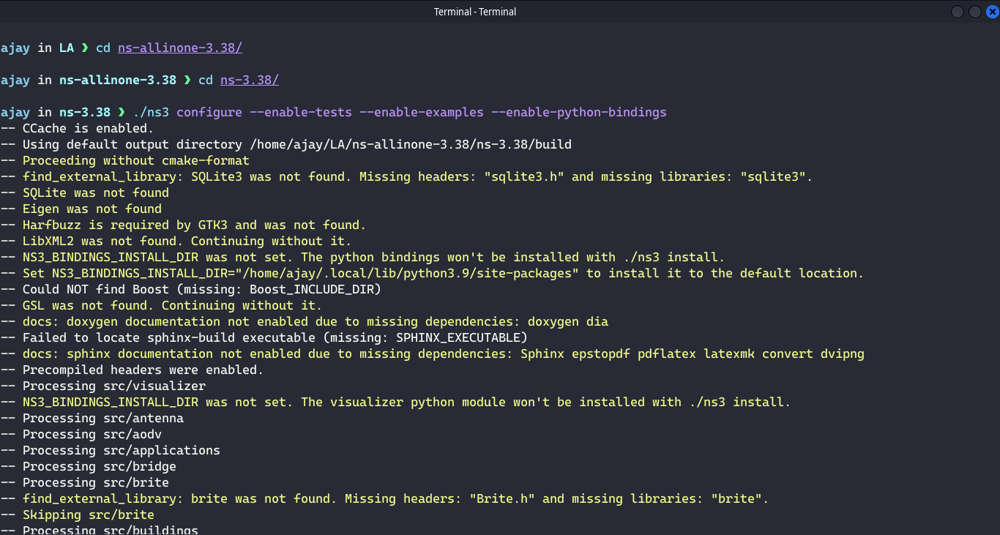 Terminal - Terminal
ajay in LA ❯ cd ns-allinone-3.38/
ajay in ns-allinone-3.38 ❯ cd ns-3.38/
ajay in ns-3.38 ❯ ./ns3 configure --enable-tests --enable-examples --enable-python-bindings
-- CCache is enabled.
-- Using default output directory /home/ajay/LA/ns-allinone-3.38/ns-3.38/build
-- Proceeding without cmake-format
-- find_external_library: SQLite3 was not found. Missing headers: "sqlite3.h" and missing libraries: "sqlite3".
-- SQLite was not found
-- Eigen was not found
-- Harfbuzz is required by GTK3 and was not found.
-- LibXML2 was not found. Continuing without it.
-- NS3_BINDINGS_INSTALL_DIR was not set. The python bindings won't be installed with ./ns3 install.
-- Set NS3_BINDINGS_INSTALL_DIR="/home/ajay/.local/lib/python3.9/site-packages" to install it to the default location.
-- Could NOT find Boost (missing: Boost_INCLUDE_DIR)
-- GSL was not found. Continuing without it.
-- docs: doxygen documentation not enabled due to missing dependencies: doxygen dia
-- Failed to locate sphinx-build executable (missing: SPHINX_EXECUTABLE)
-- docs: sphinx documentation not enabled due to missing dependencies: Sphinx epstopdf pdflatex latexmk convert dvipng
-- Precompiled headers were enabled.
-- Processing src/visualizer
-- NS3_BINDINGS_INSTALL_DIR was not set. The visualizer python module won't be installed with ./ns3 install.
-- Processing src/antenna
-- Processing src/aodv
-- Processing src/applications
-- Processing src/bridge
-- Processing src/brite
-- find_external_library: brite was not found. Missing headers: "Brite.h" and missing libraries: "brite".
-- Skipping src/brite
-- Processing src/buildings